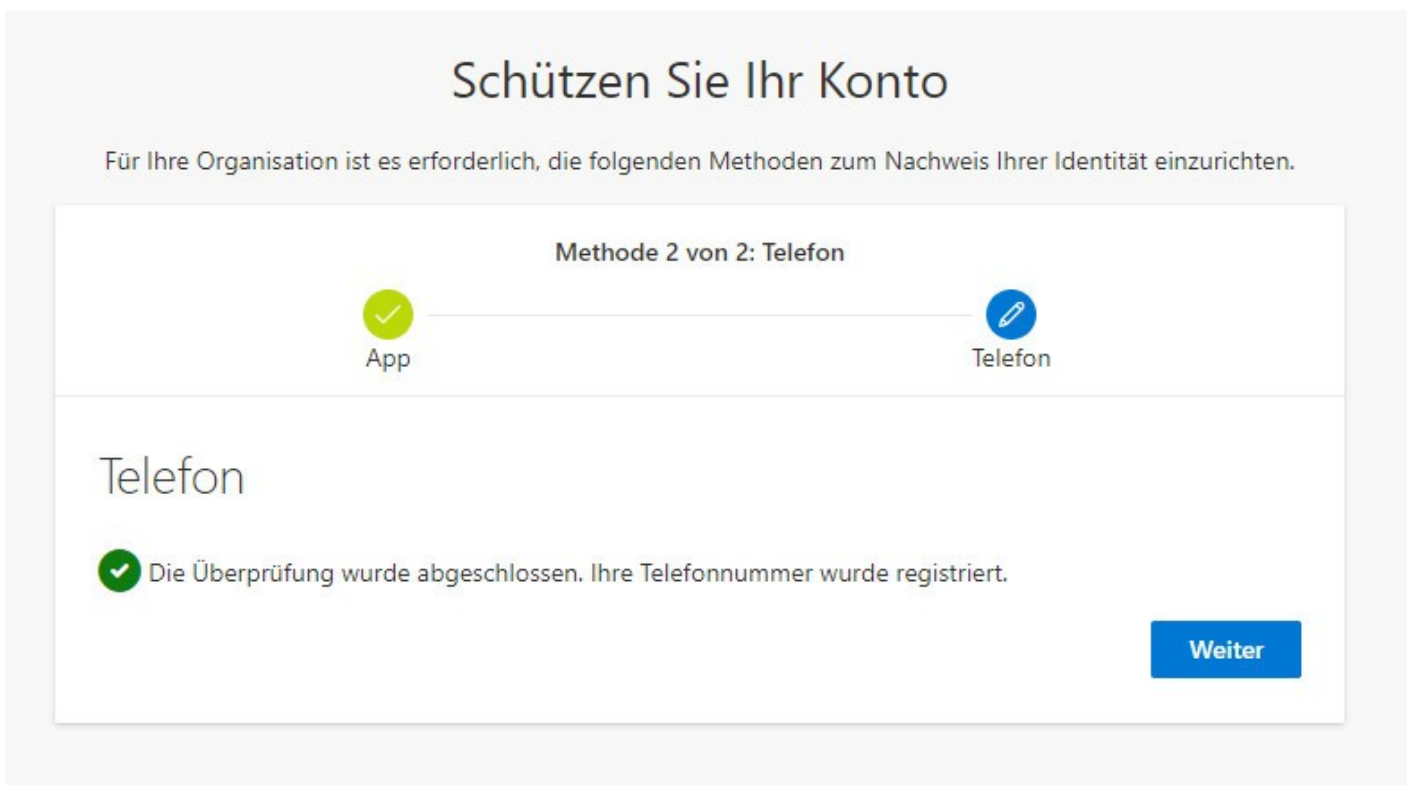 Schützen Sie Ihr Konto
Für Ihre Organisation ist es erforderlich, die folgenden Methoden zum Nachweis Ihrer Identität einzurichten.
Methode 2 von 2: Telefon
App
Telefon
Telefon
Die Überprüfung wurde abgeschlossen. Ihre Telefonnummer wurde registriert.
Weiter